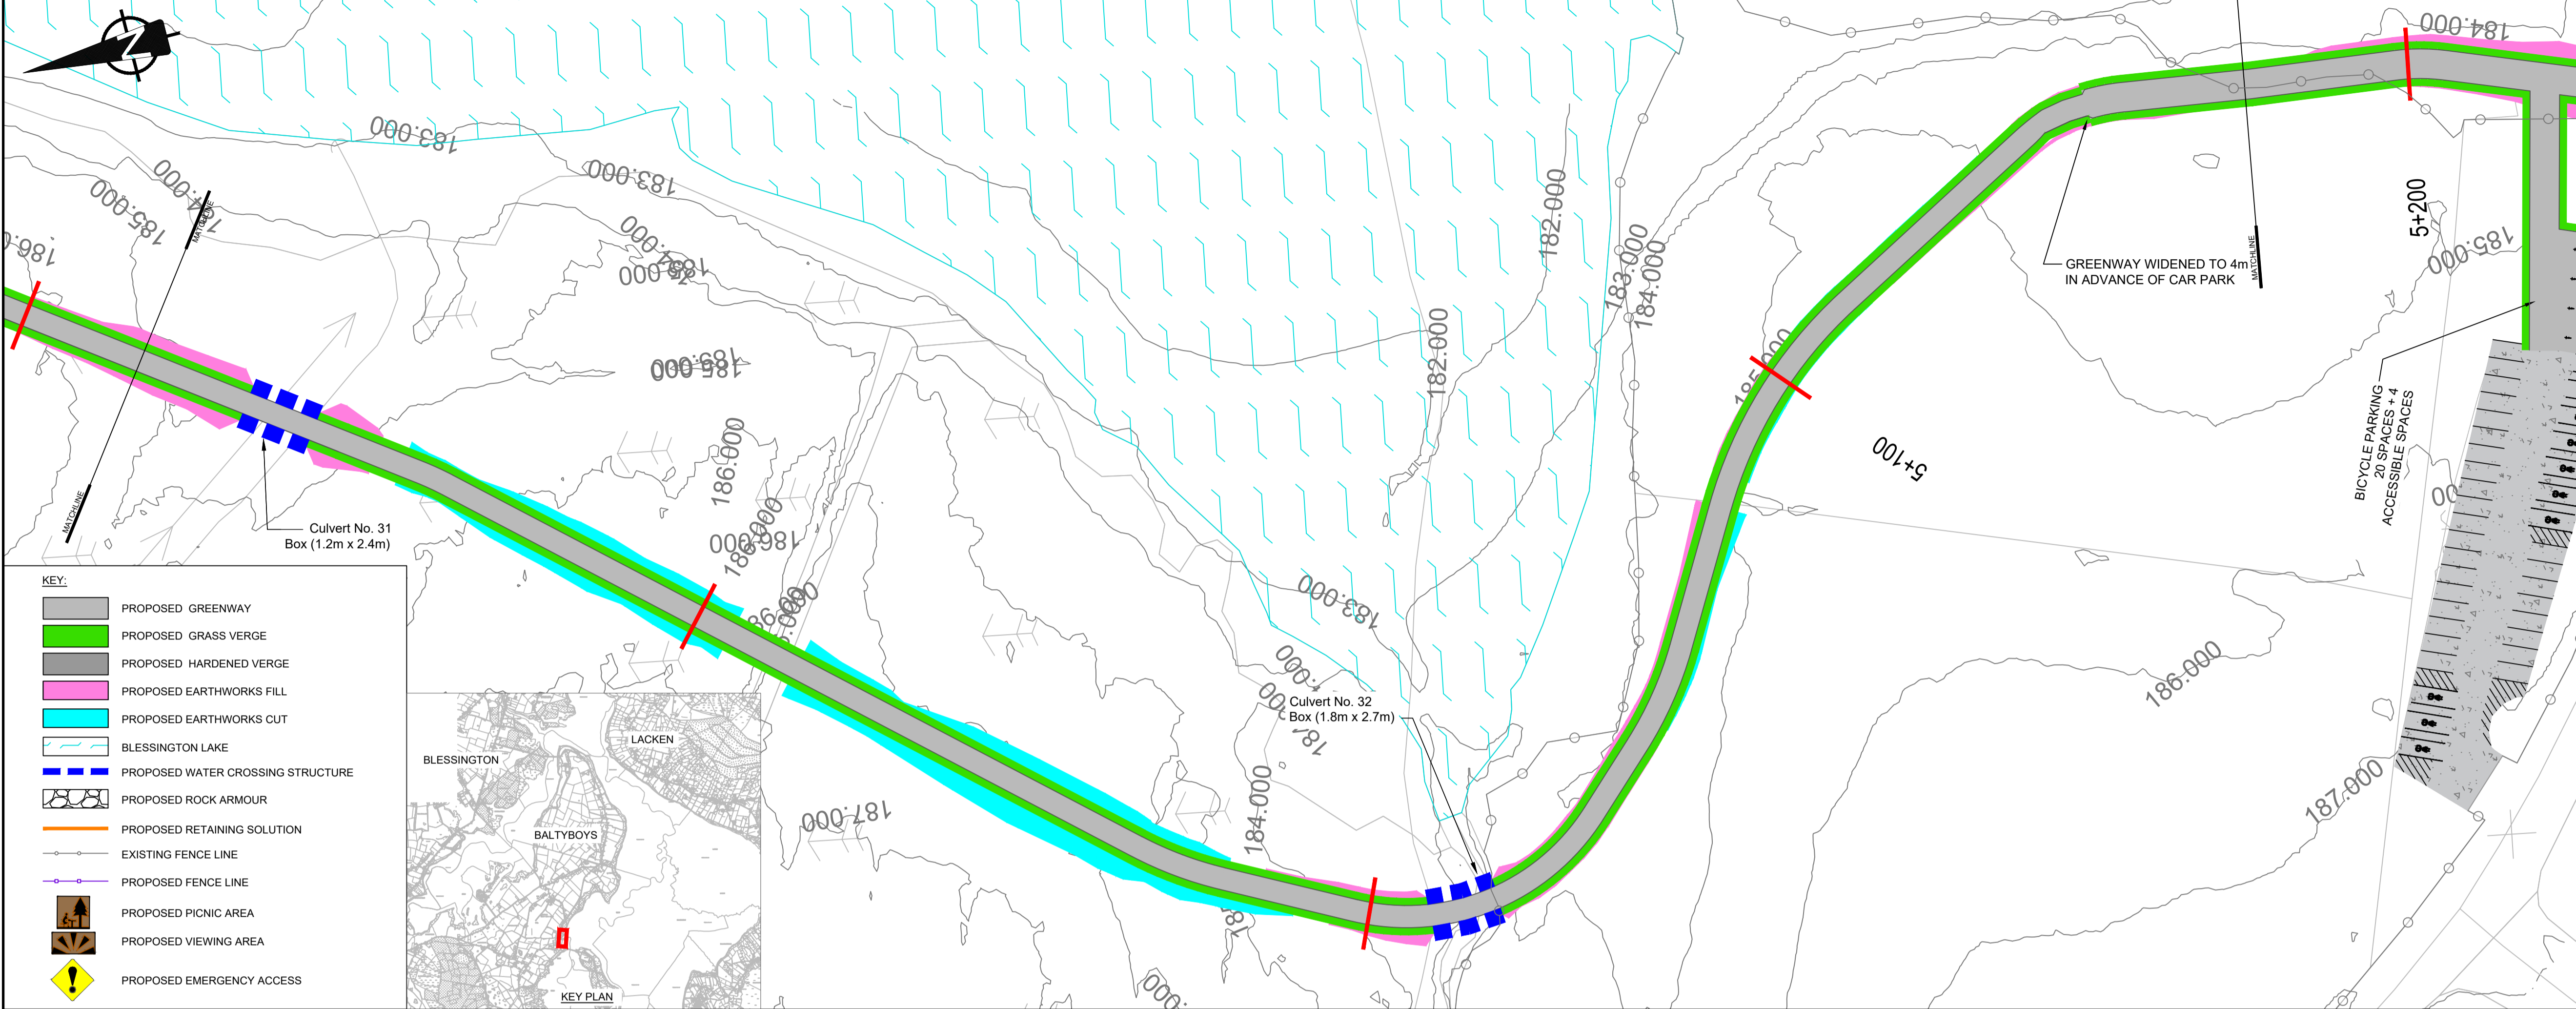 N
183.000
183.000
184.000
185.000
MATCHLINE
184.000
185.000
184.000
185.000
186.000
186.000
186.000
186.000
187.000
MATCHLINE
Culvert No. 31
Box (1.2m x 2.4m)
182.000
182.000
183.000
184.000
183.000
184.000
Culvert No. 32
Box (1.8m x 2.7m)
GREENWAY WIDENED TO 4m
IN ADVANCE OF CAR PARK
MATCHLINE
184.000
5+200
185.000
5+100
BICYCLE PARKING
20 SPACES + 4
ACCESSIBLE SPACES
186.000
187.000
KEY:
PROPOSED GREENWAY
PROPOSED GRASS VERGE
PROPOSED HARDENED VERGE
PROPOSED EARTHWORKS FILL
PROPOSED EARTHWORKS CUT
BLESSINGTON LAKE
PROPOSED WATER CROSSING STRUCTURE
PROPOSED ROCK ARMOUR
PROPOSED RETAINING SOLUTION
EXISTING FENCE LINE
PROPOSED FENCE LINE
PROPOSED PICNIC AREA
PROPOSED VIEWING AREA
PROPOSED EMERGENCY ACCESS
BLESSINGTON
LACKEN
BALTYBOYS
KEY PLAN